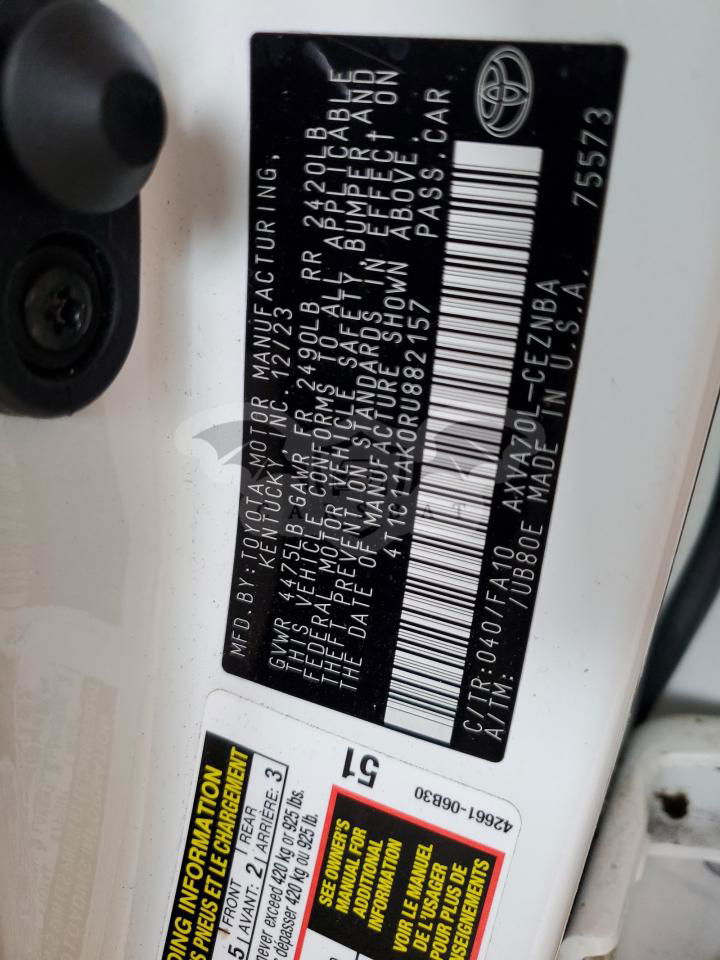 MFD.BY:TOYOTA MOTOR MANUFACTURING,
KENTUCKY, INC. 12/23
GVWR 4475LB GAWR FR 2490LB RR 2420LB
THIS VEHICLE CONFORMS TO ALL APPLICABLE
FEDERAL MOTOR VEHICLE SAFETY, BUMPER AND
THEFT PREVENTION STANDARDS IN EFFECT ON
THE DATE OF MANUFACTURE SHOWN ABOVE.
4T1C11AK0RU882157 PASS.CAR
C/TR:040/FA10 AXVA70L-CEZNBA
A/TM: /UB80E MADE IN U.S.A. 75573
51
42661-06B30
DING INFORMATION
S PNEUS ET LE CHARGEMENT
5 FRONT AVANT: 2 REAR ARRIÈRE: 3
never exceed 420 kg or 925 lbs.
dépasser 420 kg ou 925 lb.
SEE OWNER'S
MANUAL FOR
ADDITIONAL
INFORMATION
VOIR LE MANUEL
DE L'USAGER
POUR PLUS DE